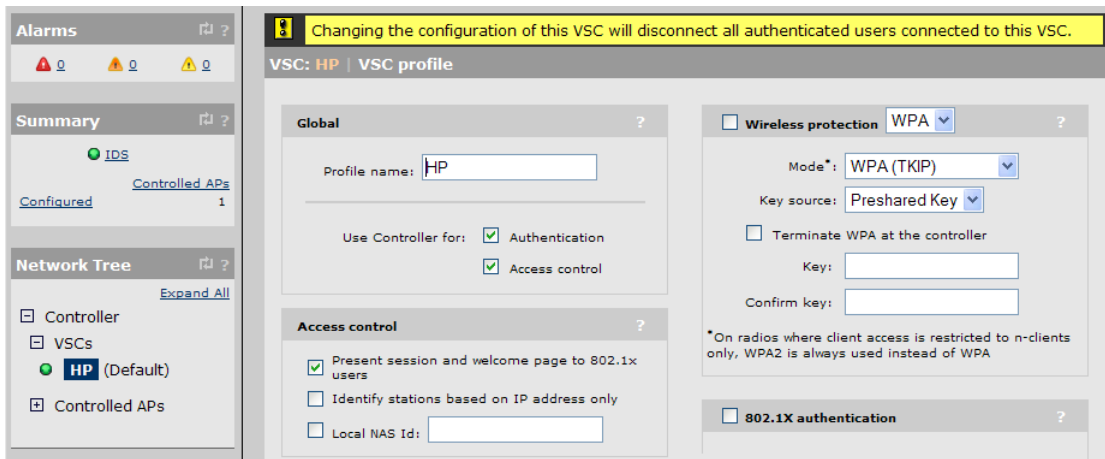 Alarms ?
0 0 0
Summary ?
IDS
Controlled APs
Configured 1
Network Tree ?
Expand All
Controller
VSCs
HP (Default)
Controlled APs
Changing the configuration of this VSC will disconnect all authenticated users connected to this VSC.
VSC: HP | VSC profile
Global ?
Profile name: HP
Use Controller for: Authentication
Access control
Access control ?
Present session and welcome page to 802.1x
users
Identify stations based on IP address only
Local NAS Id:
Wireless protection WPA ?
Mode*: WPA (TKIP)
Key source: Preshared Key
Terminate WPA at the controller
Key:
Confirm key:
*On radios where client access is restricted to n-clients
only, WPA2 is always used instead of WPA
802.1X authentication ?